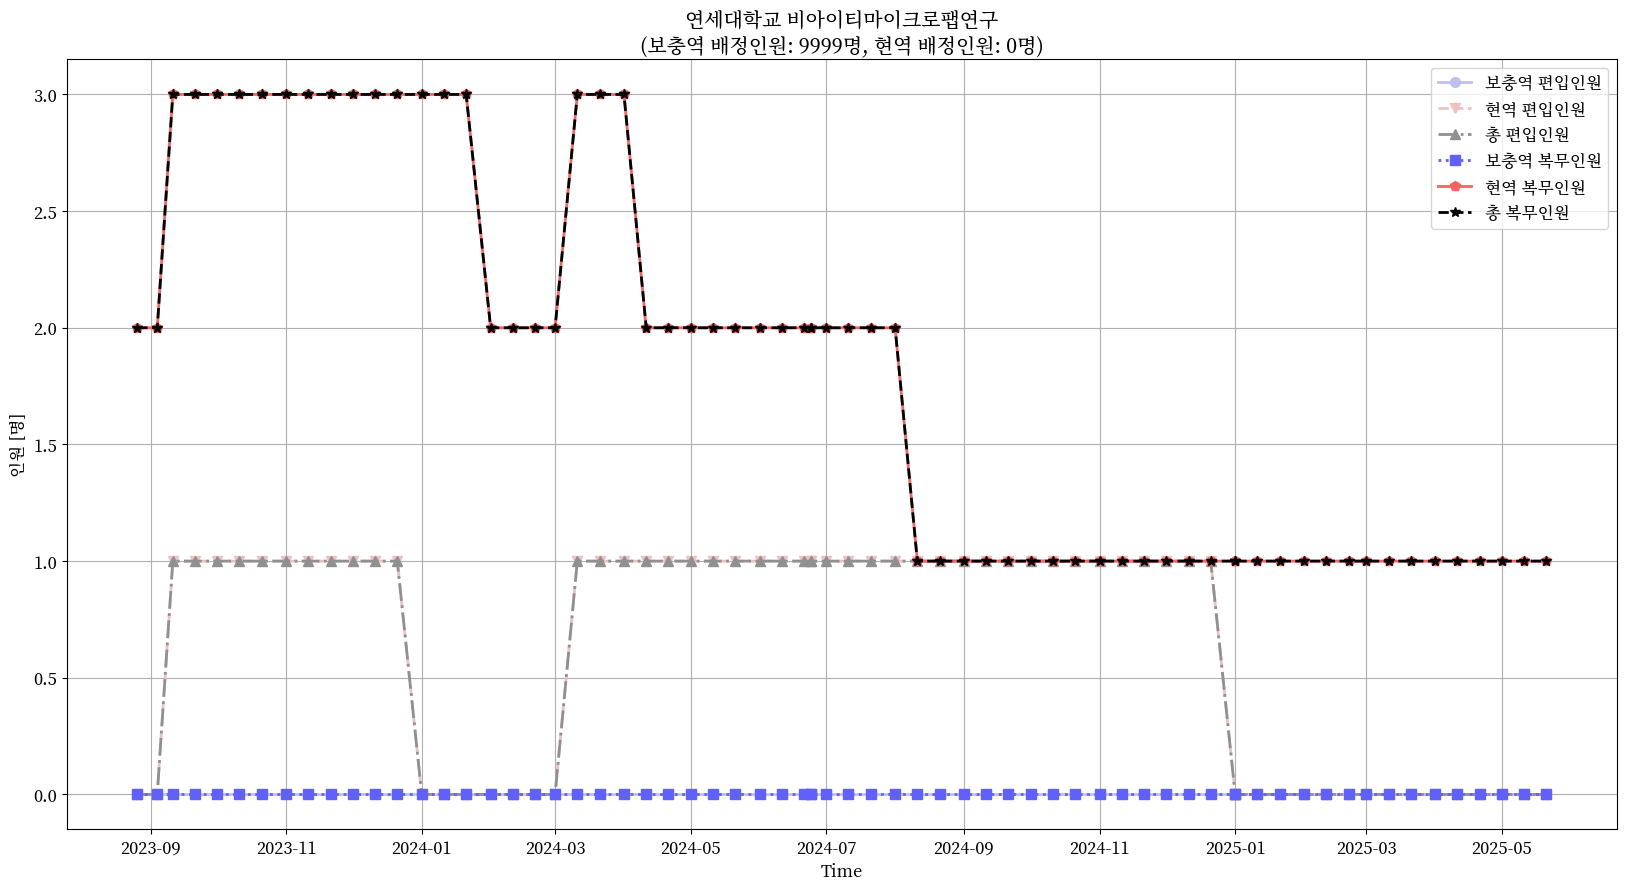 연세대학교 비아이티마이크로팹연구
(보충역 배정인원: 9999명, 현역 배정인원: 0명)
보충역 편입인원
현역 편입인원
총 편입인원
보충역 복무인원
현역 복무인원
총 복무인원
3.0
2.5
2.0
1.5
1.0
0.5
0.0
인원 [명]
2023-09
2023-11
2024-01
2024-03
2024-05
2024-07
2024-09
2024-11
2025-01
2025-03
2025-05
Time